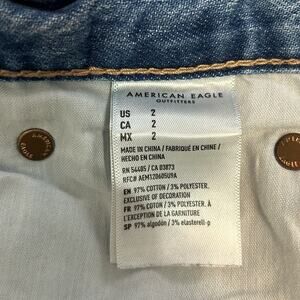 AMERICAN EAGLE
OUTFITTERS
US 2
CA 2
MX 2
MADE IN CHINA / FABRIQUÉ EN CHINE /
HECHO EN CHINA
RN 54485 / CA 03873
RFC# AEM120605U9A
EN 97% COTTON / 3% POLYESTER.
EXCLUSIVE OF DECORATION
FR 97% COTON / 3% POLYESTER. À
L'EXCEPTION DE LA GARNITURE
SP 97% algodón / 3% elasterell-p
AMERICAN
EAGLE